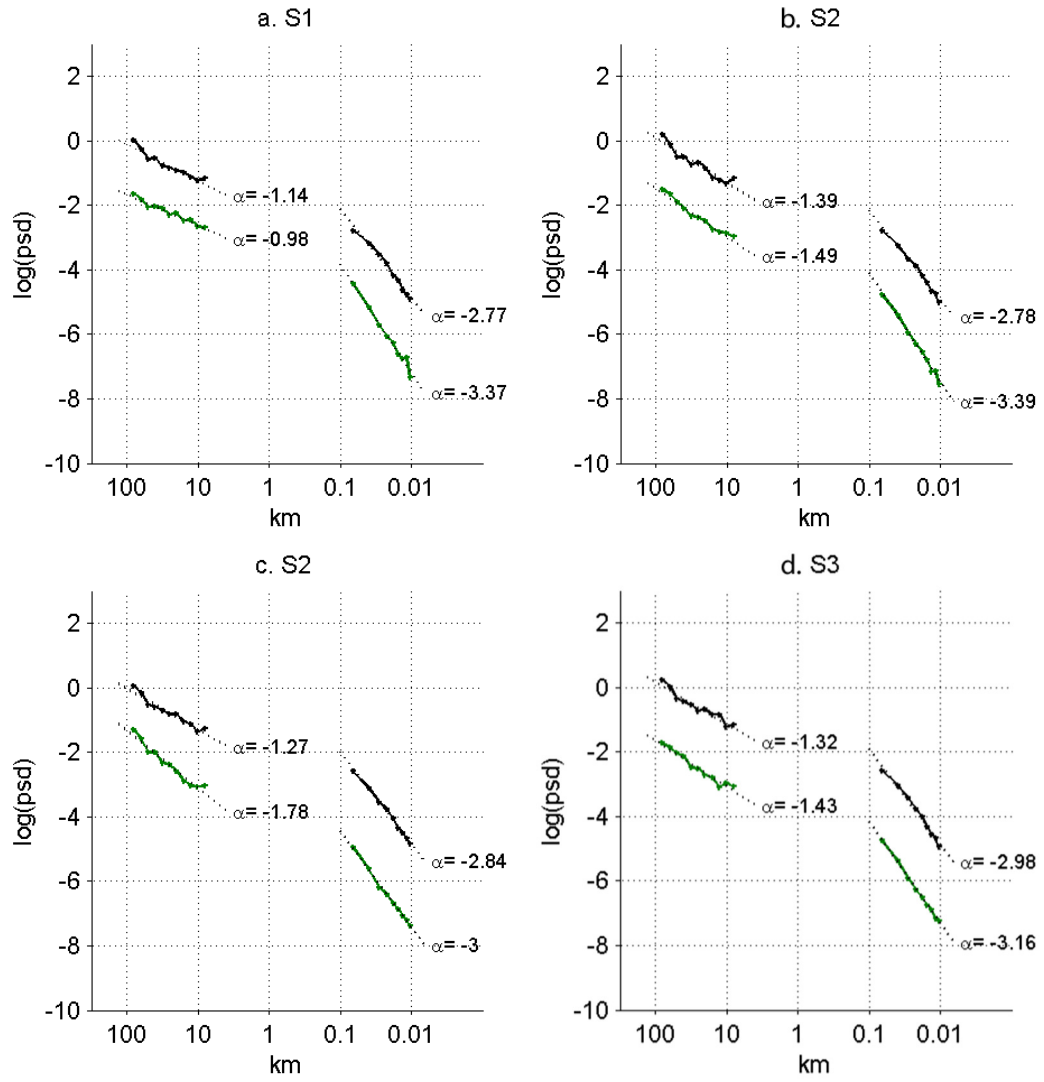 a. S1
2
0
-2
-4
-6
-8
-10
log(psd)
α= -1.14
α= -0.98
α= -2.77
α= -3.37
100 10 1 0.1 0.01
km
b. S2
2
0
-2
-4
-6
-8
-10
log(psd)
α= -1.39
α= -1.49
α= -2.78
α= -3.39
100 10 1 0.1 0.01
km
c. S2
2
0
-2
-4
-6
-8
-10
log(psd)
α= -1.27
α= -1.78
α= -2.84
α= -3
100 10 1 0.1 0.01
km
d. S3
2
0
-2
-4
-6
-8
-10
log(psd)
α= -1.32
α= -1.43
α= -2.98
α= -3.16
100 10 1 0.1 0.01
km